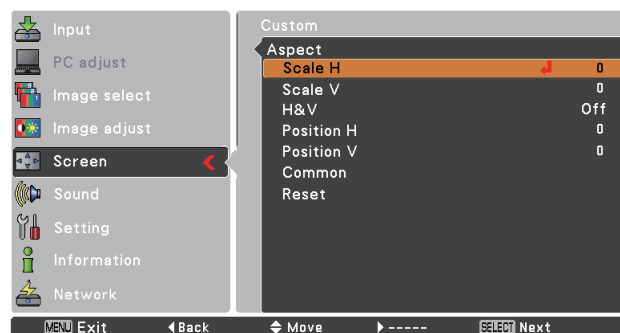 Input
PC adjust
Image select
Image adjust
Screen
Sound
Setting
Information
Network
Custom
Aspect
Scale H 0
Scale V 0
H&V Off
Position H 0
Position V 0
Common
Reset
MENU Exit Back Move ----- SELECT Next